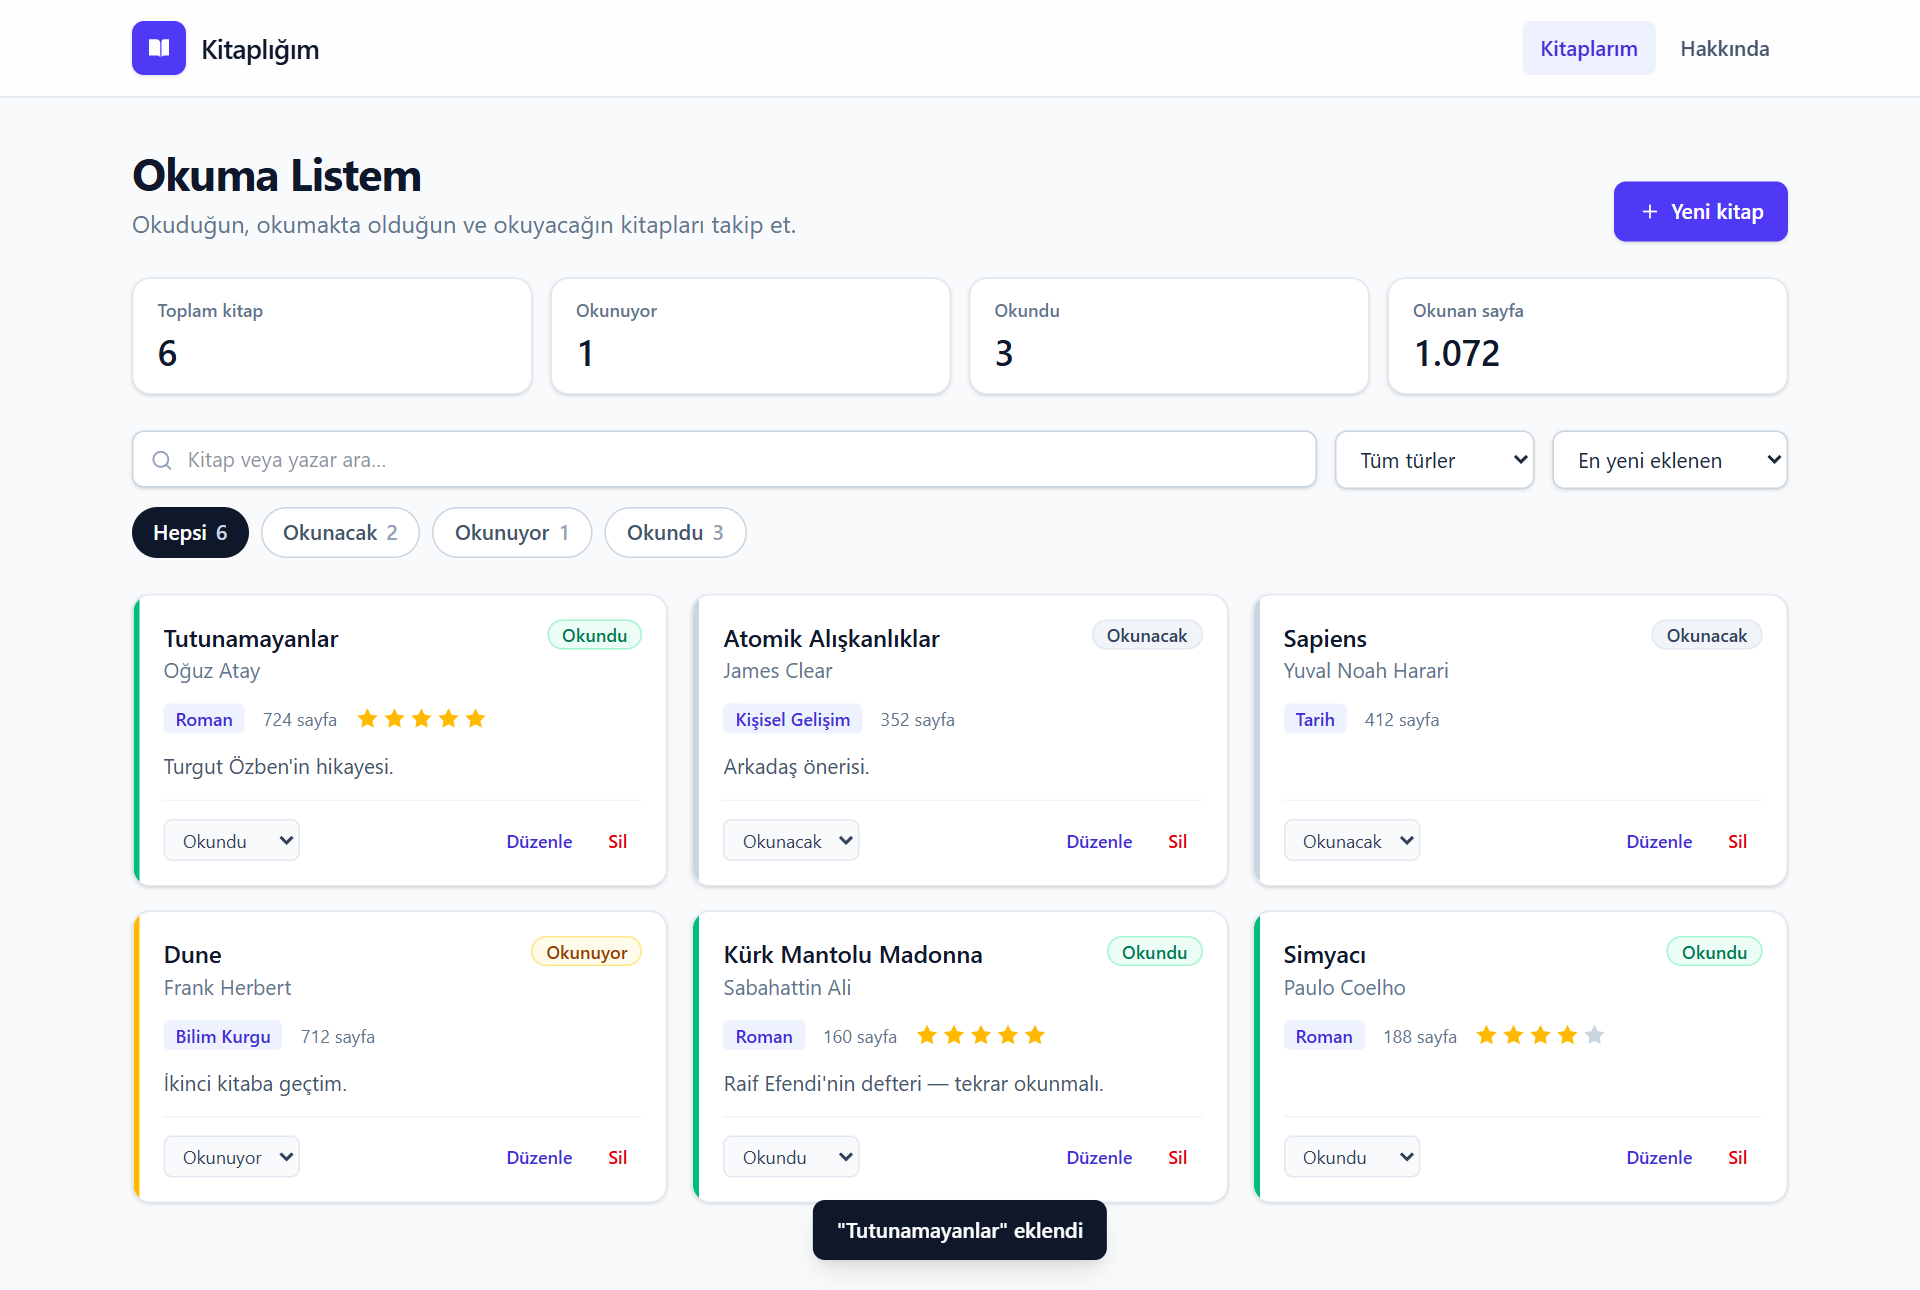 Kitaplığım
Kitaplarım
Hakkında
Okuma Listem
Okuduğun, okumakta olduğun ve okuyacağın kitapları takip et.
+ Yeni kitap
Toplam kitap
6
Okunuyor
1
Okundu
3
Okunan sayfa
1.072
Kitap veya yazar ara...
Tüm türler
En yeni eklenen
Hepsi 6
Okunacak 2
Okunuyor 1
Okundu 3
Tutunamayanlar
Okundu
Oğuz Atay
Roman 724 sayfa
Turgut Özben'in hikayesi.
Okundu
Düzenle
Sil
Atomik Alışkanlıklar
Okunacak
James Clear
Kişisel Gelişim 352 sayfa
Arkadaş önerisi.
Okunacak
Düzenle
Sil
Sapiens
Okunacak
Yuval Noah Harari
Tarih 412 sayfa
Okunacak
Düzenle
Sil
Dune
Okunuyor
Frank Herbert
Bilim Kurgu 712 sayfa
İkinci kitaba geçtim.
Okunuyor
Düzenle
Sil
Kürk Mantolu Madonna
Okundu
Sabahattin Ali
Roman 160 sayfa
Raif Efendi'nin defteri — tekrar okunmalı.
Okundu
Düzenle
Sil
Simyacı
Okundu
Paulo Coelho
Roman 188 sayfa
Okundu
Düzenle
Sil
"Tutunamayanlar" eklendi